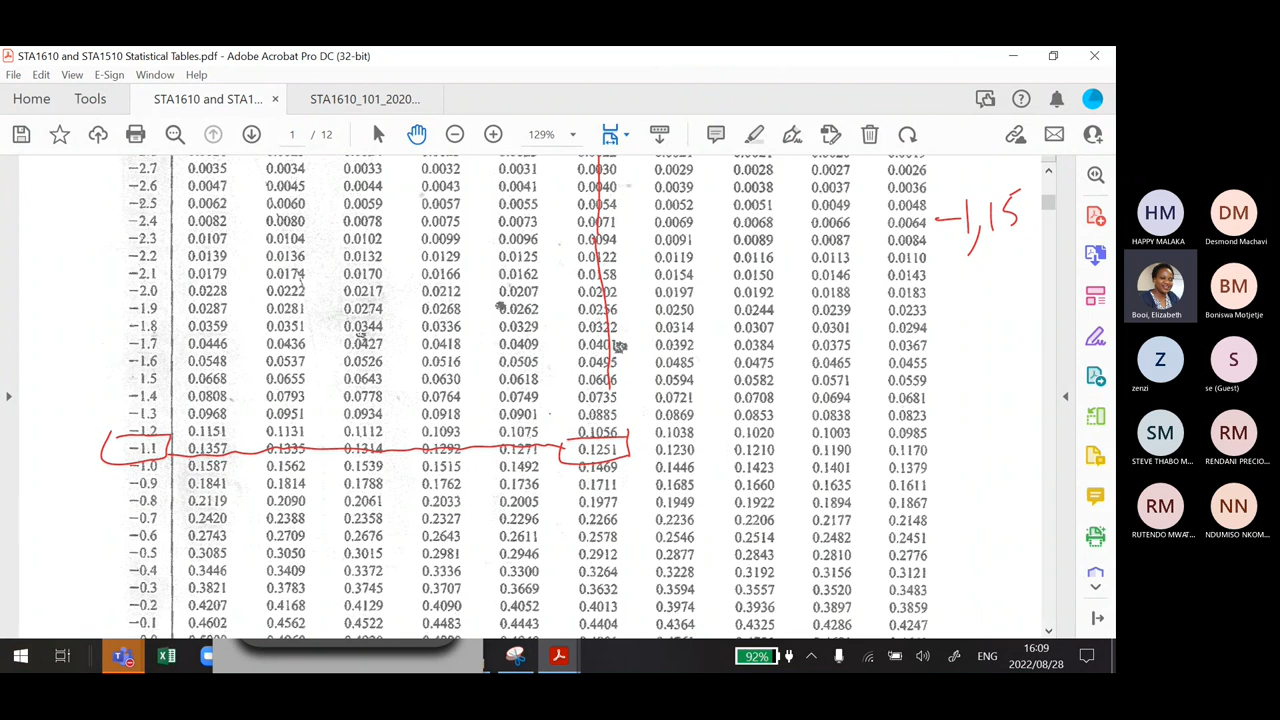 STA1610 and STA1510 Statistical Tables.pdf - Adobe Acrobat Pro DC (32-bit)
File Edit View E-Sign Window Help
Home Tools STA1610 and STA1... × STA1610_101_2020...
1 / 12 129%
−2.7 0.0035 0.0034 0.0033 0.0032 0.0031 0.0030 0.0029 0.0028 0.0027 0.0026
−2.6 0.0047 0.0045 0.0044 0.0043 0.0041 0.0040 0.0039 0.0038 0.0037 0.0036
−2.5 0.0062 0.0060 0.0059 0.0057 0.0055 0.0054 0.0052 0.0051 0.0049 0.0048
−2.4 0.0082 0.0080 0.0078 0.0075 0.0073 0.0071 0.0069 0.0068 0.0066 0.0064
−1,15
−2.3 0.0107 0.0104 0.0102 0.0099 0.0096 0.0094 0.0091 0.0089 0.0087 0.0084
−2.2 0.0139 0.0136 0.0132 0.0129 0.0125 0.0122 0.0119 0.0116 0.0113 0.0110
−2.1 0.0179 0.0174 0.0170 0.0166 0.0162 0.0158 0.0154 0.0150 0.0146 0.0143
−2.0 0.0228 0.0222 0.0217 0.0212 0.0207 0.0202 0.0197 0.0192 0.0188 0.0183
−1.9 0.0287 0.0281 0.0274 0.0268 0.0262 0.0256 0.0250 0.0244 0.0239 0.0233
−1.8 0.0359 0.0351 0.0344 0.0336 0.0329 0.0322 0.0314 0.0307 0.0301 0.0294
−1.7 0.0446 0.0436 0.0427 0.0418 0.0409 0.0401 0.0392 0.0384 0.0375 0.0367
−1.6 0.0548 0.0537 0.0526 0.0516 0.0505 0.0495 0.0485 0.0475 0.0465 0.0455
−1.5 0.0668 0.0655 0.0643 0.0630 0.0618 0.0606 0.0594 0.0582 0.0571 0.0559
−1.4 0.0808 0.0793 0.0778 0.0764 0.0749 0.0735 0.0721 0.0708 0.0694 0.0681
−1.3 0.0968 0.0951 0.0934 0.0918 0.0901 0.0885 0.0869 0.0853 0.0838 0.0823
−1.2 0.1151 0.1131 0.1112 0.1093 0.1075 0.1056 0.1038 0.1020 0.1003 0.0985
−1.1 0.1357 0.1335 0.1314 0.1292 0.1271 0.1251 0.1230 0.1210 0.1190 0.1170
−1.0 0.1587 0.1562 0.1539 0.1515 0.1492 0.1469 0.1446 0.1423 0.1401 0.1379
−0.9 0.1841 0.1814 0.1788 0.1762 0.1736 0.1711 0.1685 0.1660 0.1635 0.1611
−0.8 0.2119 0.2090 0.2061 0.2033 0.2005 0.1977 0.1949 0.1922 0.1894 0.1867
−0.7 0.2420 0.2388 0.2358 0.2327 0.2296 0.2266 0.2236 0.2206 0.2177 0.2148
−0.6 0.2743 0.2709 0.2676 0.2643 0.2611 0.2578 0.2546 0.2514 0.2482 0.2451
−0.5 0.3085 0.3050 0.3015 0.2981 0.2946 0.2912 0.2877 0.2843 0.2810 0.2776
−0.4 0.3446 0.3409 0.3372 0.3336 0.3300 0.3264 0.3228 0.3192 0.3156 0.3121
−0.3 0.3821 0.3783 0.3745 0.3707 0.3669 0.3632 0.3594 0.3557 0.3520 0.3483
−0.2 0.4207 0.4168 0.4129 0.4090 0.4052 0.4013 0.3974 0.3936 0.3897 0.3859
−0.1 0.4602 0.4562 0.4522 0.4483 0.4443 0.4404 0.4364 0.4325 0.4286 0.4247
92% ENG 16:09
2022/08/28
HM DM
HAPPY MALAKA Desmond Machavi
BM
Booi, Elizabeth Boniswa Motjetje
Z S
zenzi se (Guest)
SM RM
STEVE THABO M... RENDANI PRECIO...
RM NN
RUTENDO MWAT... NDUMISO NKOM...